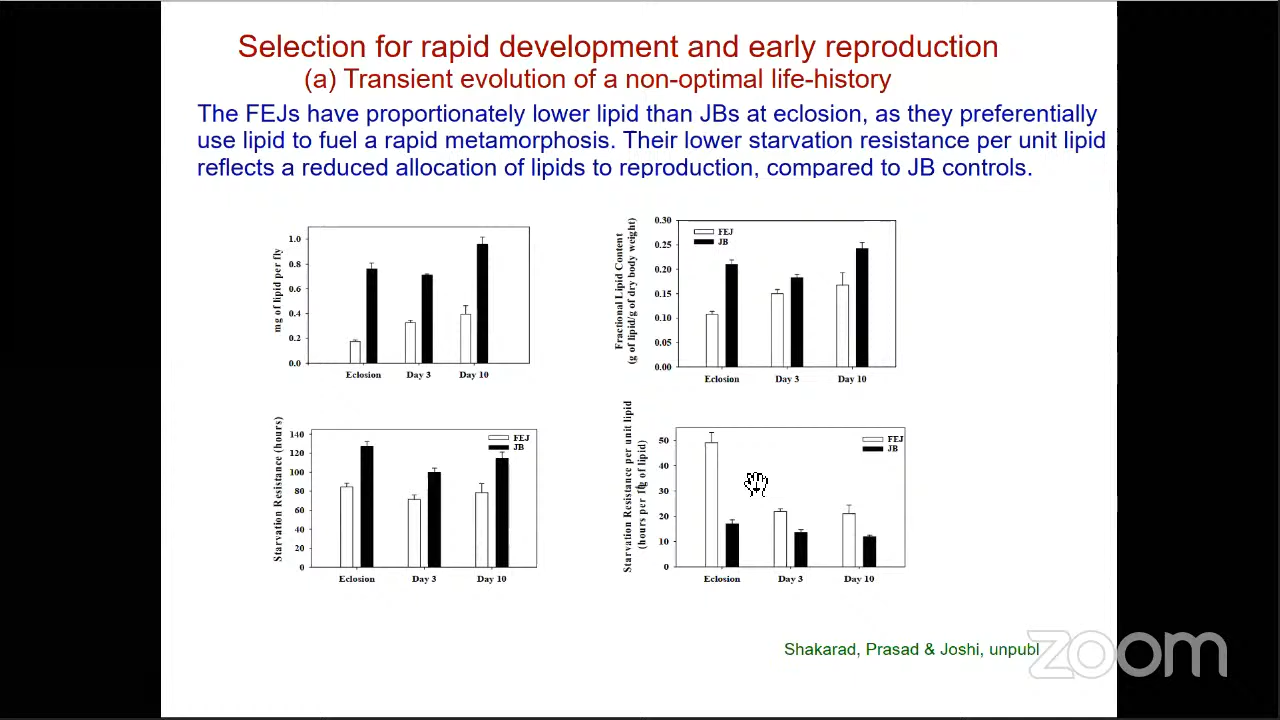 Selection for rapid development and early reproduction
(a) Transient evolution of a non-optimal life-history
The FEJs have proportionately lower lipid than JBs at eclosion, as they preferentially
use lipid to fuel a rapid metamorphosis. Their lower starvation resistance per unit lipid
reflects a reduced allocation of lipids to reproduction, compared to JB controls.
mg of lipid per fly
1.0
0.8
0.6
0.4
0.2
0.0
Eclosion Day 3 Day 10
Fractional Lipid Content
(g of lipid/g of dry body weight)
0.30
0.25
0.20
0.15
0.10
0.05
0.00
FEJ
JB
Eclosion Day 3 Day 10
Starvation Resistance (hours)
140
120
100
80
60
40
20
0
FEJ
JB
Eclosion Day 3 Day 10
Starvation Resistance per unit lipid
(hours per of lipid)
50
40
30
20
10
0
FEJ
JB
Eclosion Day 3 Day 10
Shakarad, Prasad & Joshi, unpubl
zoom